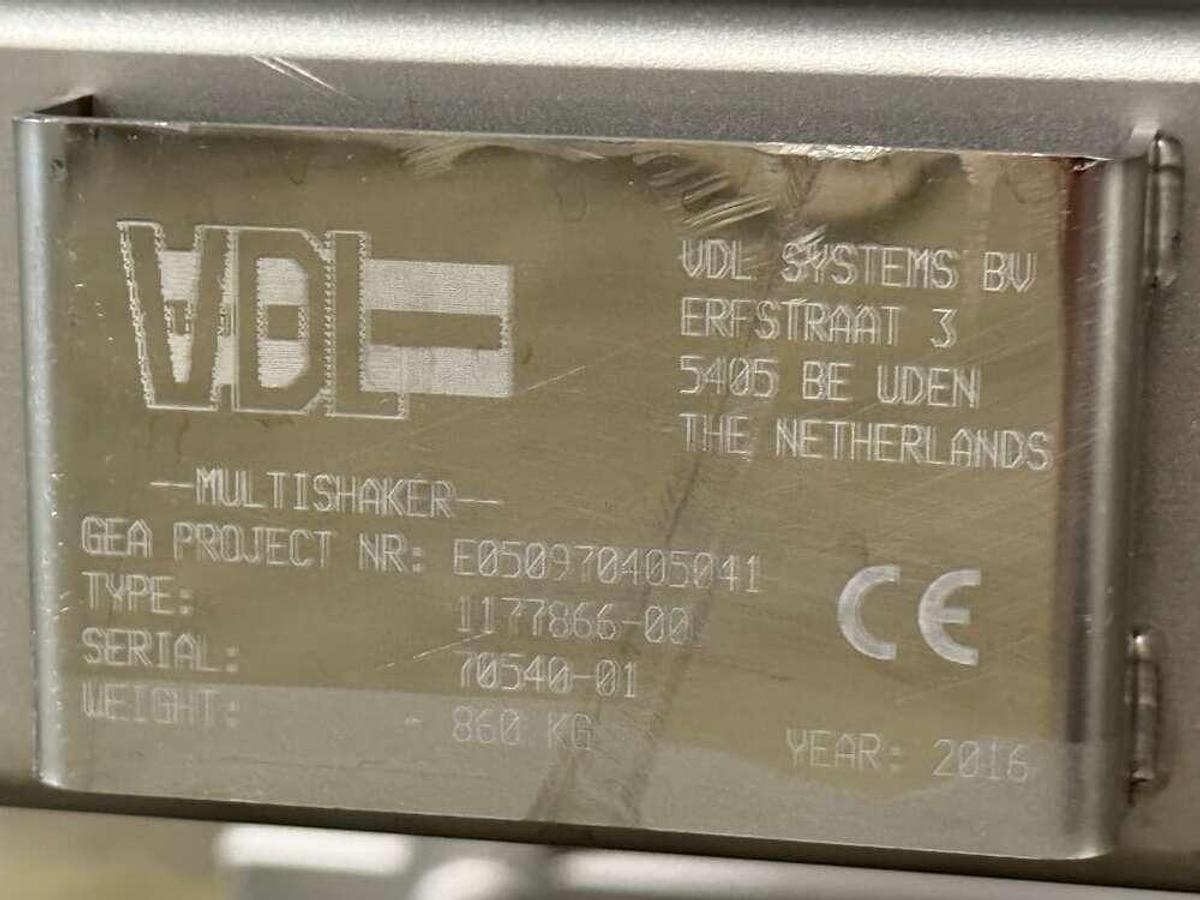 VDL
VDL SYSTEMS BV
ERFSTRAAT 3
5405 BE UDEN
THE NETHERLANDS
--MULTISHAKER--
GEA PROJECT NR: E050970405041
TYPE: 1177866-00
SERIAL: 70540-01
WEIGHT: 860 KG
CE
YEAR: 2016